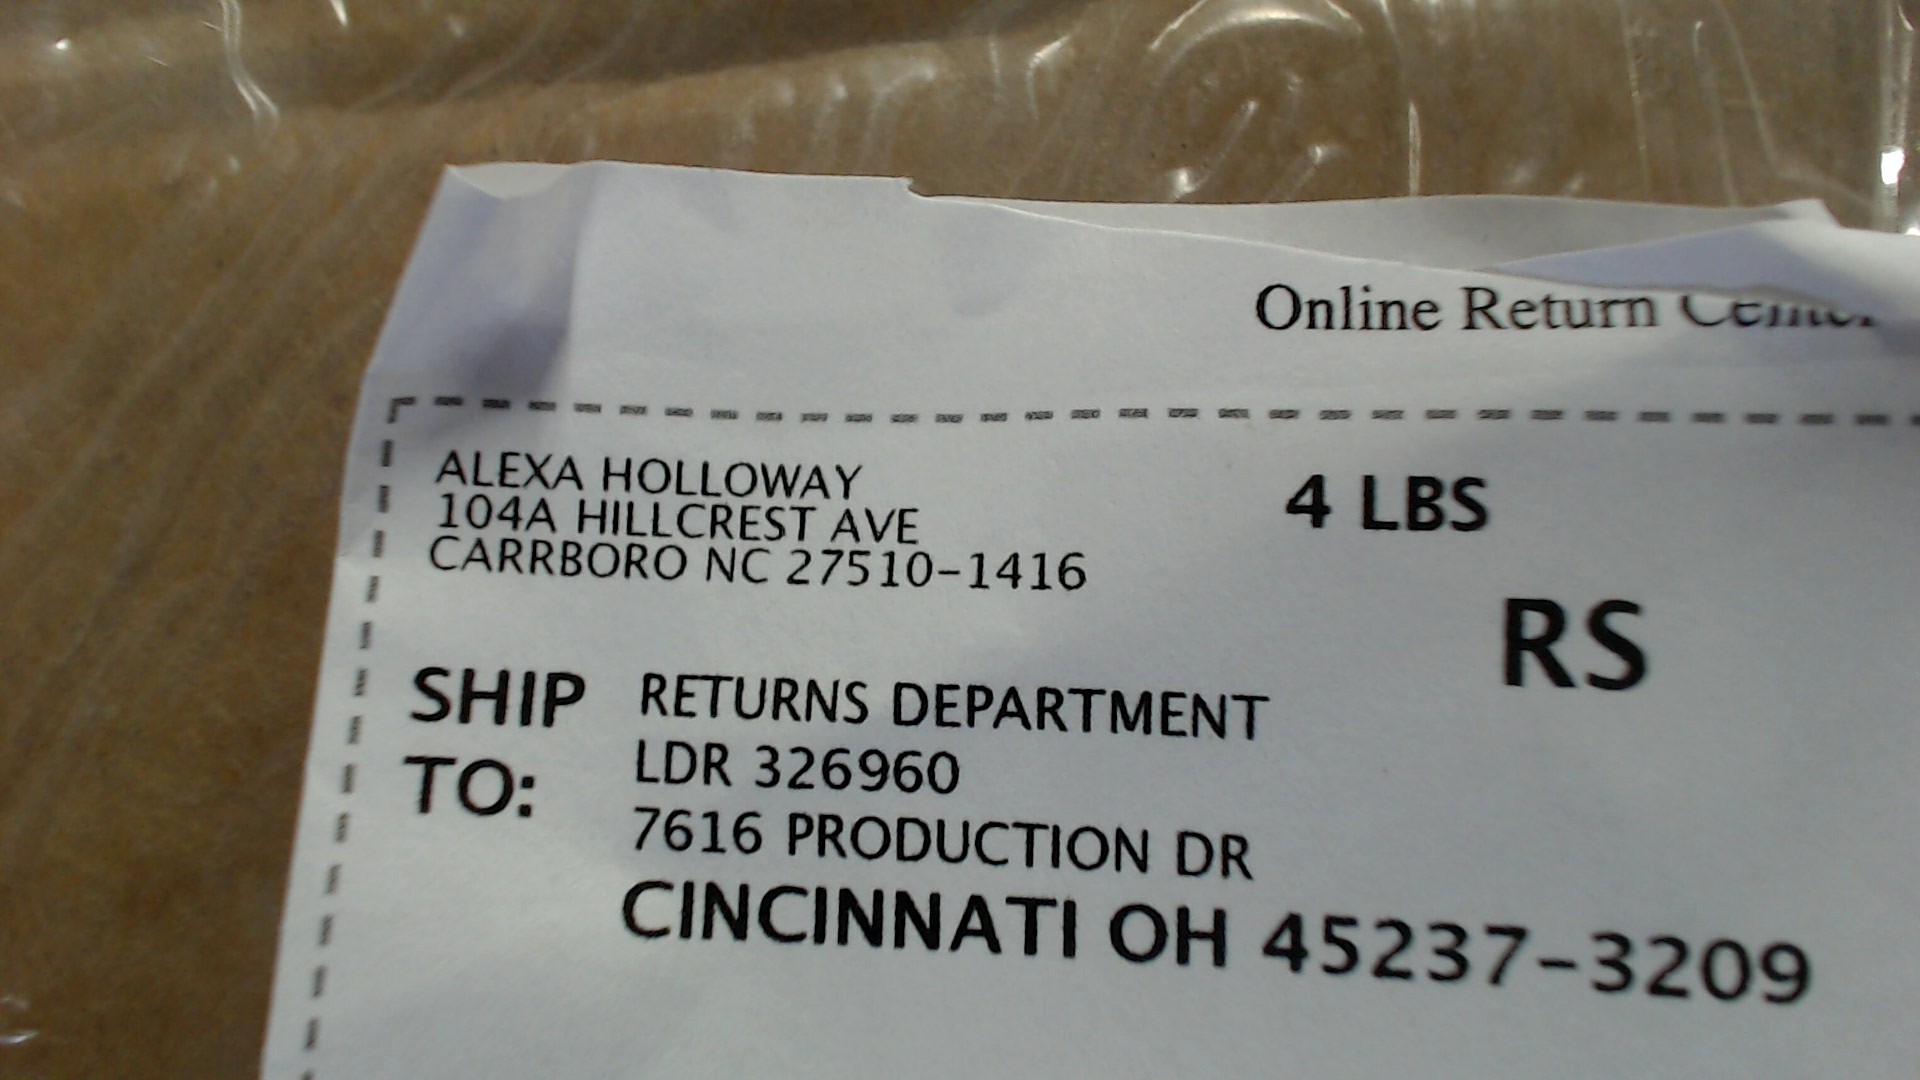 Online Return Center
ALEXA HOLLOWAY
104A HILLCREST AVE
CARRBORO NC 27510-1416
4 LBS
RS
SHIP TO:
RETURNS DEPARTMENT
LDR 326960
7616 PRODUCTION DR
CINCINNATI OH 45237-3209